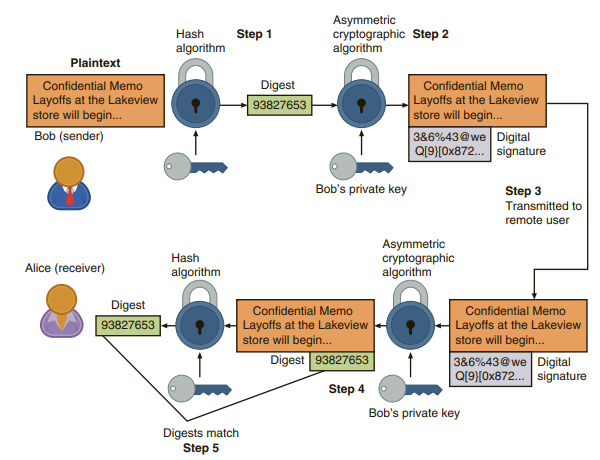 Hash
algorithm
Step 1
Asymmetric
cryptographic
algorithm
Step 2
Plaintext
Confidential Memo
Layoffs at the Lakeview
store will begin...
Digest
93827653
Confidential Memo
Layoffs at the Lakeview
store will begin...
Bob (sender)
3&6%43@we
Q[9}[0x872...
Digital
signature
Bob's private key
Step 3
Transmitted to
remote user
Alice (receiver)
Hash
algorithm
Asymmetric
cryptographic
algorithm
Digest
93827653
Confidential Memo
Layoffs at the Lakeview
store will begin...
Digest
93827653
Confidential Memo
Layoffs at the Lakeview
store will begin...
3&6%43@we
Q[9}[0x872...
Digital
signature
Step 4
Bob's private key
Digests match
Step 5